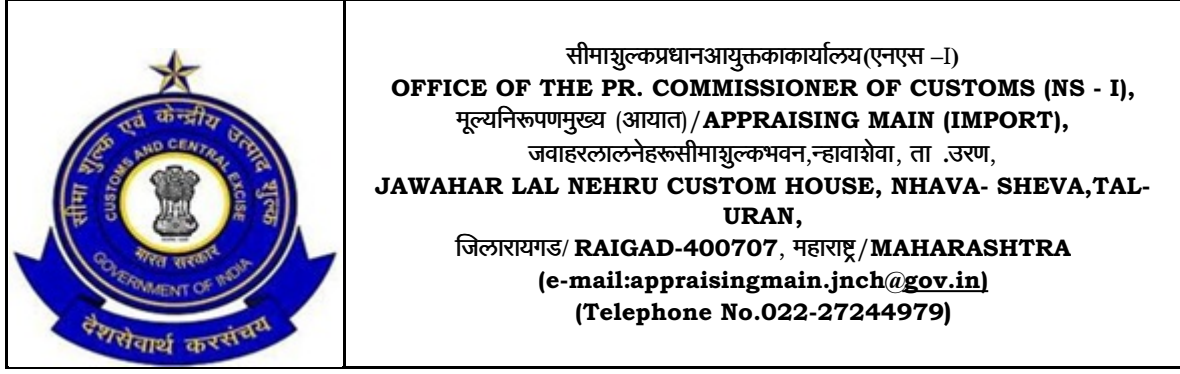 सीमा शुल्क एवं केन्द्रीय उत्पाद शुल्क
CUSTOMS AND CENTRAL EXCISE
भारत सरकार
GOVERNMENT OF INDIA
देशसेवार्थ करसंचय
सीमाशुल्कप्रधानआयुक्तकाकार्यालय(एनएस –I)
OFFICE OF THE PR. COMMISSIONER OF CUSTOMS (NS - I),
मूल्यनिरूपणमुख्य (आयात)/APPRAISING MAIN (IMPORT),
जवाहरलालनेहरूसीमाशुल्कभवन,न्हावाशेवा, ता .उरण,
JAWAHAR LAL NEHRU CUSTOM HOUSE, NHAVA- SHEVA,TAL-
URAN,
जिलारायगड/ RAIGAD-400707, महाराष्ट्र/MAHARASHTRA
(e-mail:appraisingmain.jnch@gov.in)
(Telephone No.022-27244979)